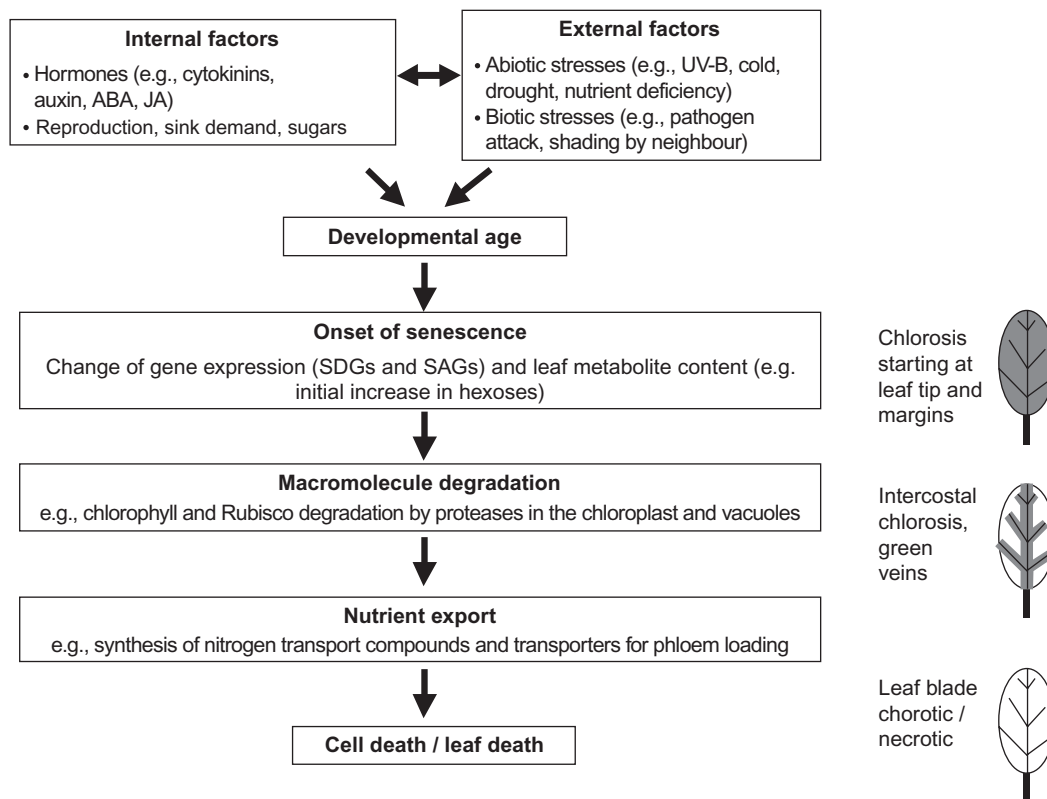 Internal factors
• Hormones (e.g., cytokinins,
auxin, ABA, JA)
• Reproduction, sink demand, sugars
External factors
• Abiotic stresses (e.g., UV-B, cold,
drought, nutrient deficiency)
• Biotic stresses (e.g., pathogen
attack, shading by neighbour)
Developmental age
Onset of senescence
Change of gene expression (SDGs and SAGs) and leaf metabolite content (e.g.
initial increase in hexoses)
Chlorosis
starting at
leaf tip and
margins
Macromolecule degradation
e.g., chlorophyll and Rubisco degradation by proteases in the chloroplast and vacuoles
Intercostal
chlorosis,
green
veins
Nutrient export
e.g., synthesis of nitrogen transport compounds and transporters for phloem loading
Leaf blade
chorotic /
necrotic
Cell death / leaf death